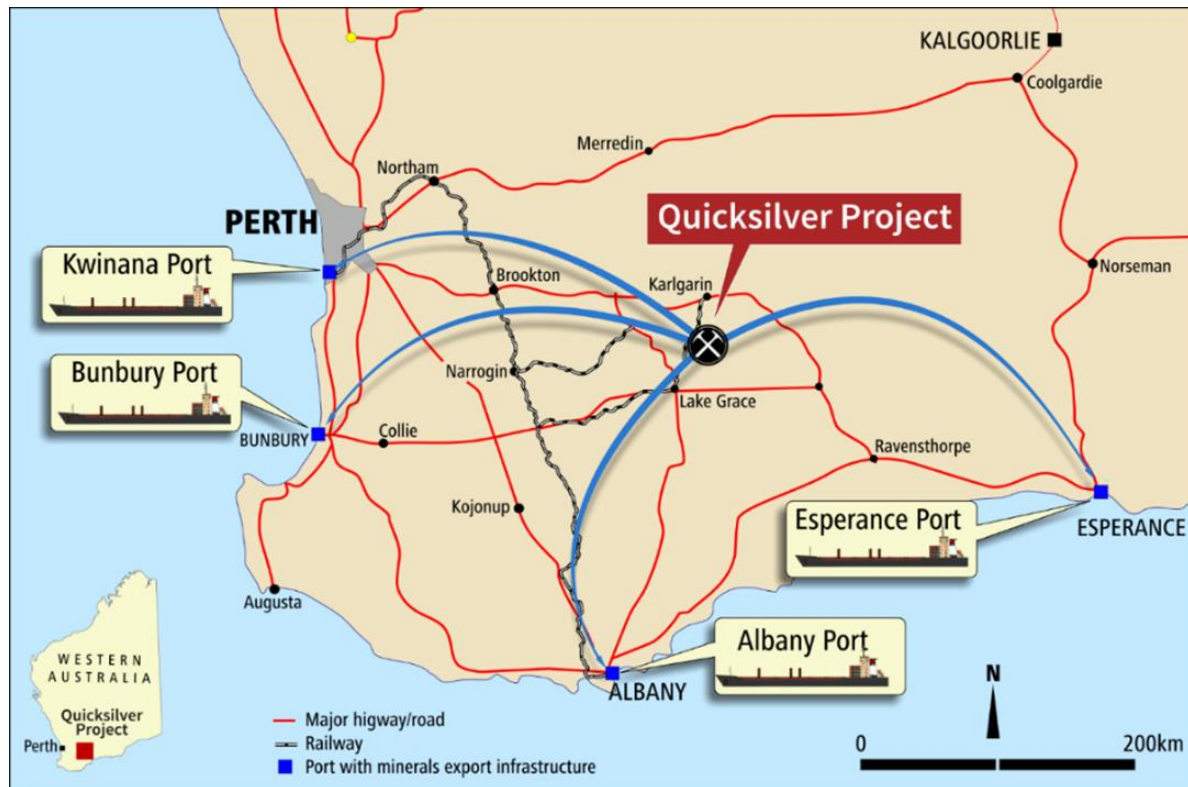 KALGOORLIE
Coolgardie
Merredin
Northam
PERTH
Quicksilver Project
Kwinana Port
Brookton
Karlgarin
Norseman
Bunbury Port
Narrogin
Lake Grace
BUNBURY
Collie
Ravensthorpe
Kojonup
Esperance Port
ESPERANCE
Augusta
Albany Port
ALBANY
WESTERN
AUSTRALIA
Quicksilver
Project
Perth
Major higway/road
Railway
Port with minerals export infrastructure
N
0 200km